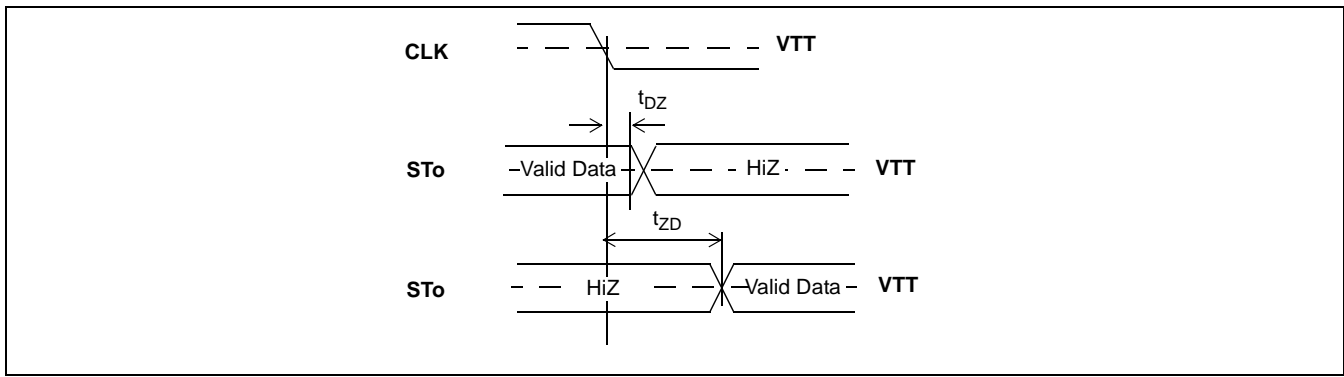 CLK VTT
tDZ
STo Valid Data HiZ VTT
tZD
STo HiZ Valid Data VTT